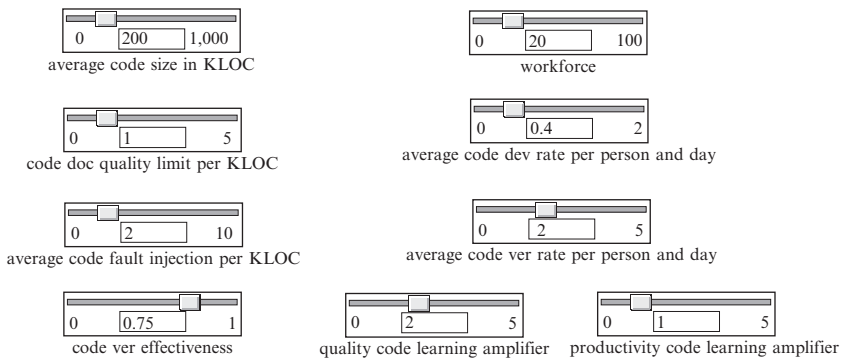 0 200 1,000
average code size in KLOC
0 20 100
workforce
0 1 5
code doc quality limit per KLOC
0 0.4 2
average code dev rate per person and day
0 2 10
average code fault injection per KLOC
0 2 5
average code ver rate per person and day
0 0.75 1
code ver effectiveness
0 2 5
quality code learning amplifier
0 1 5
productivity code learning amplifier